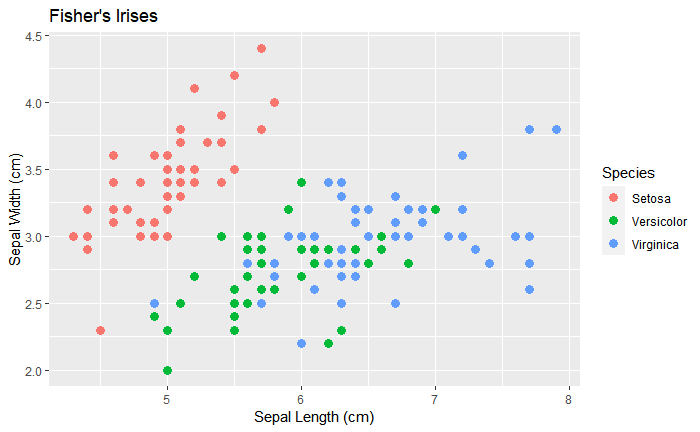 Fisher's Irises
4.5
4.0
3.5
3.0
2.5
2.0
Sepal Width (cm)
5
6
7
8
Sepal Length (cm)
Species
Setosa
Versicolor
Virginica